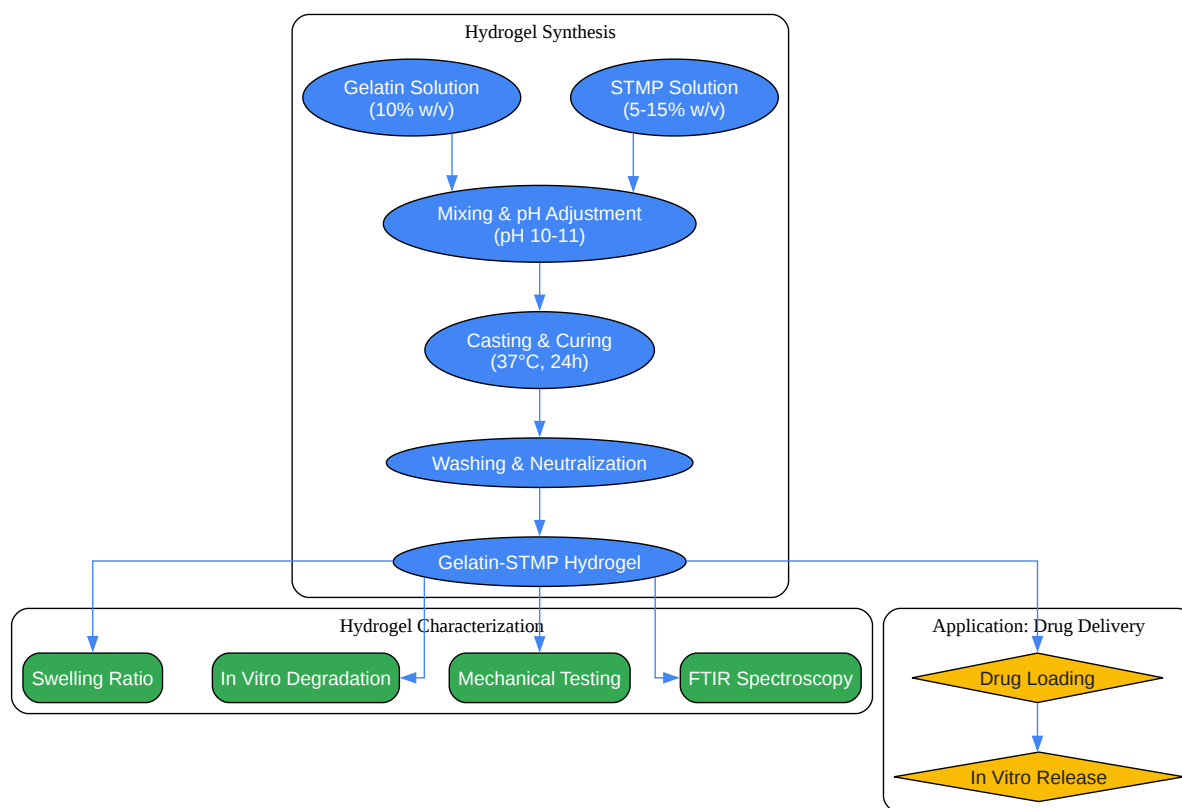 Hydrogel Synthesis
Gelatin Solution
(10% w/v)
STMP Solution
(5-15% w/v)
Mixing & pH Adjustment
(pH 10-11)
Casting & Curing
(37°C, 24h)
Washing & Neutralization
Gelatin-STMP Hydrogel
Hydrogel Characterization
Swelling Ratio
In Vitro Degradation
Mechanical Testing
FTIR Spectroscopy
Application: Drug Delivery
Drug Loading
In Vitro Release